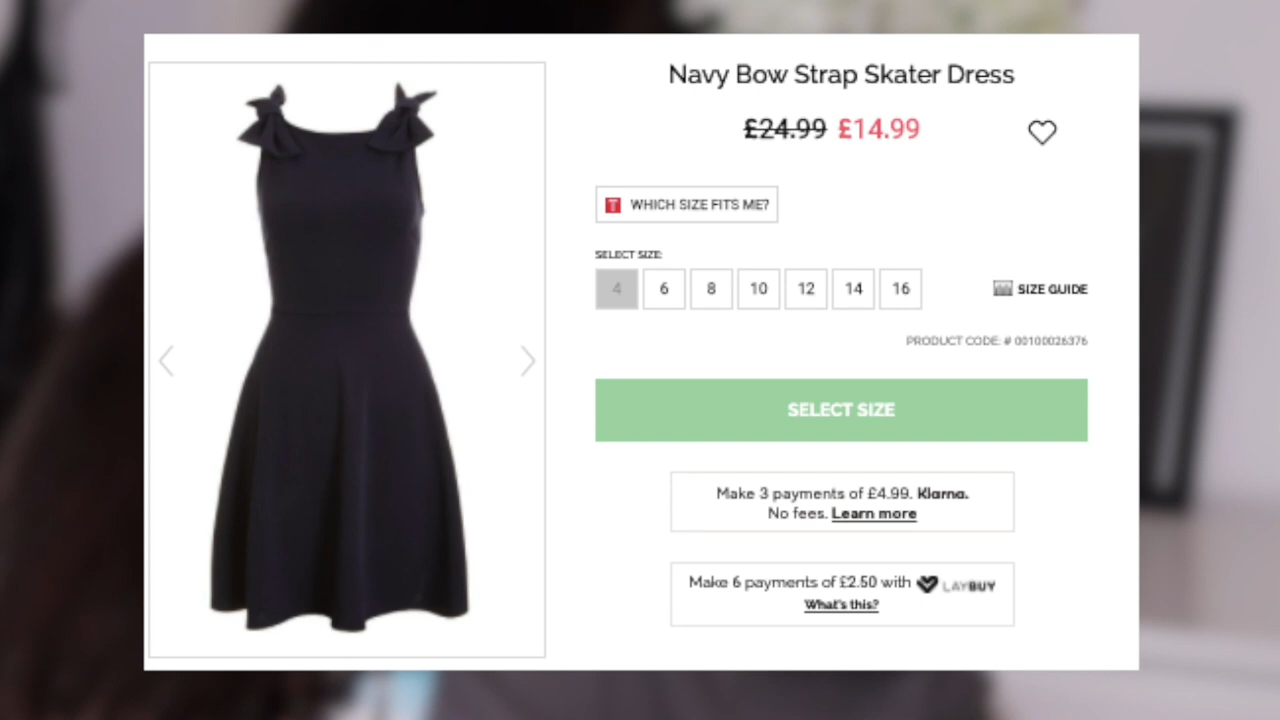 Navy Bow Strap Skater Dress
£24.99 £14.99
T WHICH SIZE FITS ME?
SELECT SIZE:
4 6 8 10 12 14 16
SIZE GUIDE
PRODUCT CODE: # 00100026376
SELECT SIZE
Make 3 payments of £4.99. Klarna.
No fees. Learn more
Make 6 payments of £2.50 with LAYBUY
What's this?